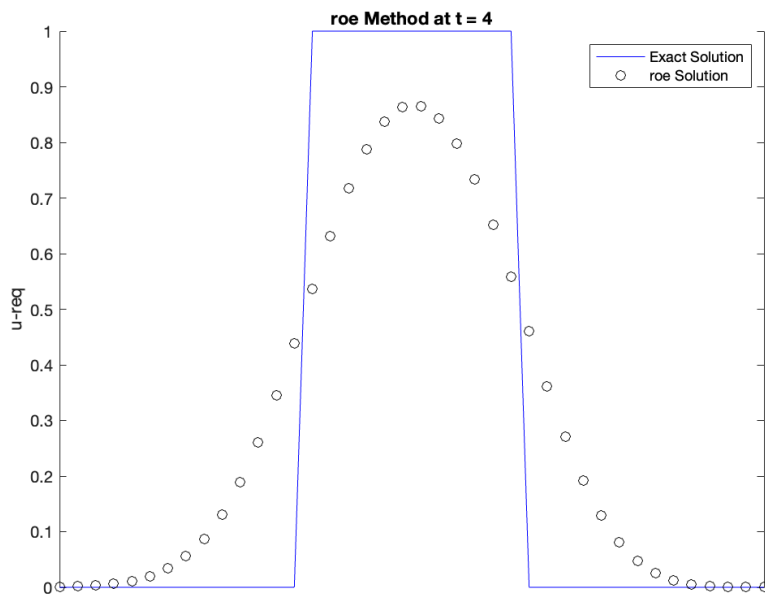 roe Method at t = 4
Exact Solution
roe Solution
u-req
1
0.9
0.8
0.7
0.6
0.5
0.4
0.3
0.2
0.1
0